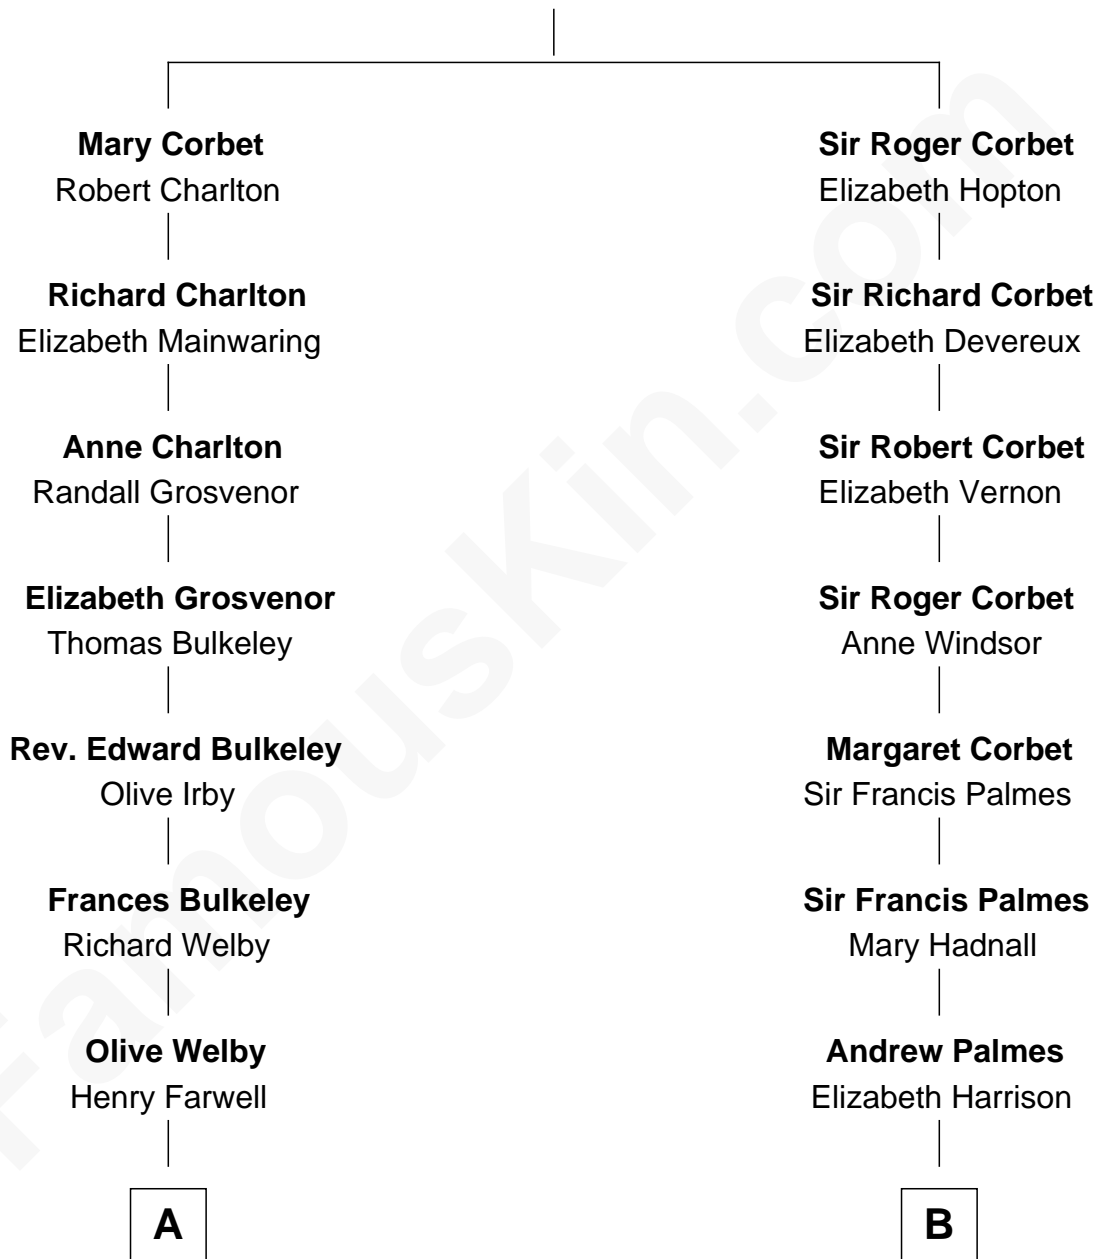 Mary Corbet
Robert Charlton
Richard Charlton
Elizabeth Mainwaring
Anne Charlton
Randall Grosvenor
Elizabeth Grosvenor
Thomas Bulkeley
Rev. Edward Bulkeley
Olive Irby
Frances Bulkeley
Richard Welby
Olive Welby
Henry Farwell
A
Sir Roger Corbet
Elizabeth Hopton
Sir Richard Corbet
Elizabeth Devereux
Sir Robert Corbet
Elizabeth Vernon
Sir Roger Corbet
Anne Windsor
Margaret Corbet
Sir Francis Palmes
Sir Francis Palmes
Mary Hadnall
Andrew Palmes
Elizabeth Harrison
B
FamousKin.com